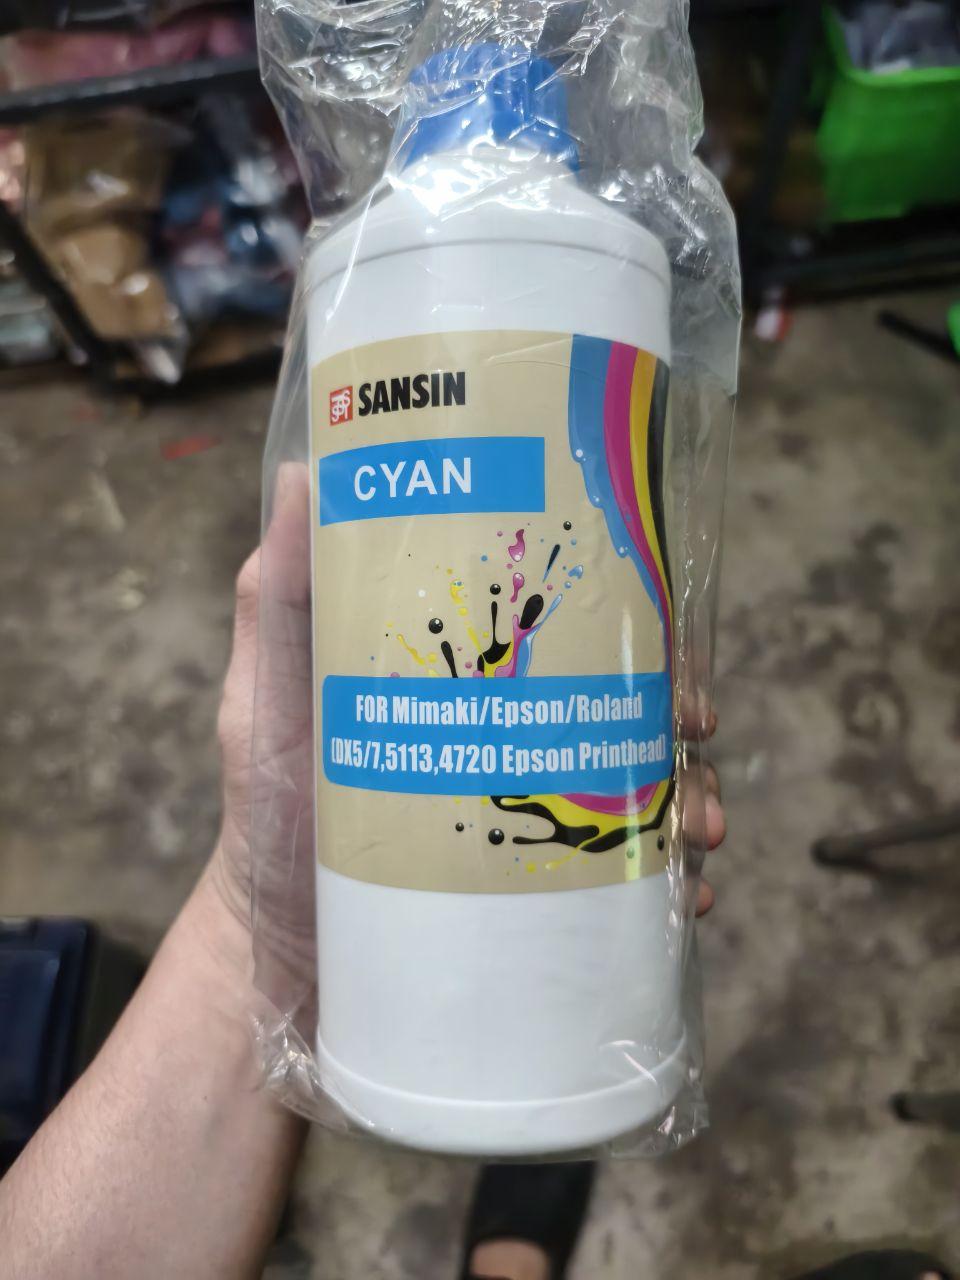 SANSIN
CYAN
FOR Mimaki/Epson/Roland
(DX5/7,5113,4720 Epson Printhead)